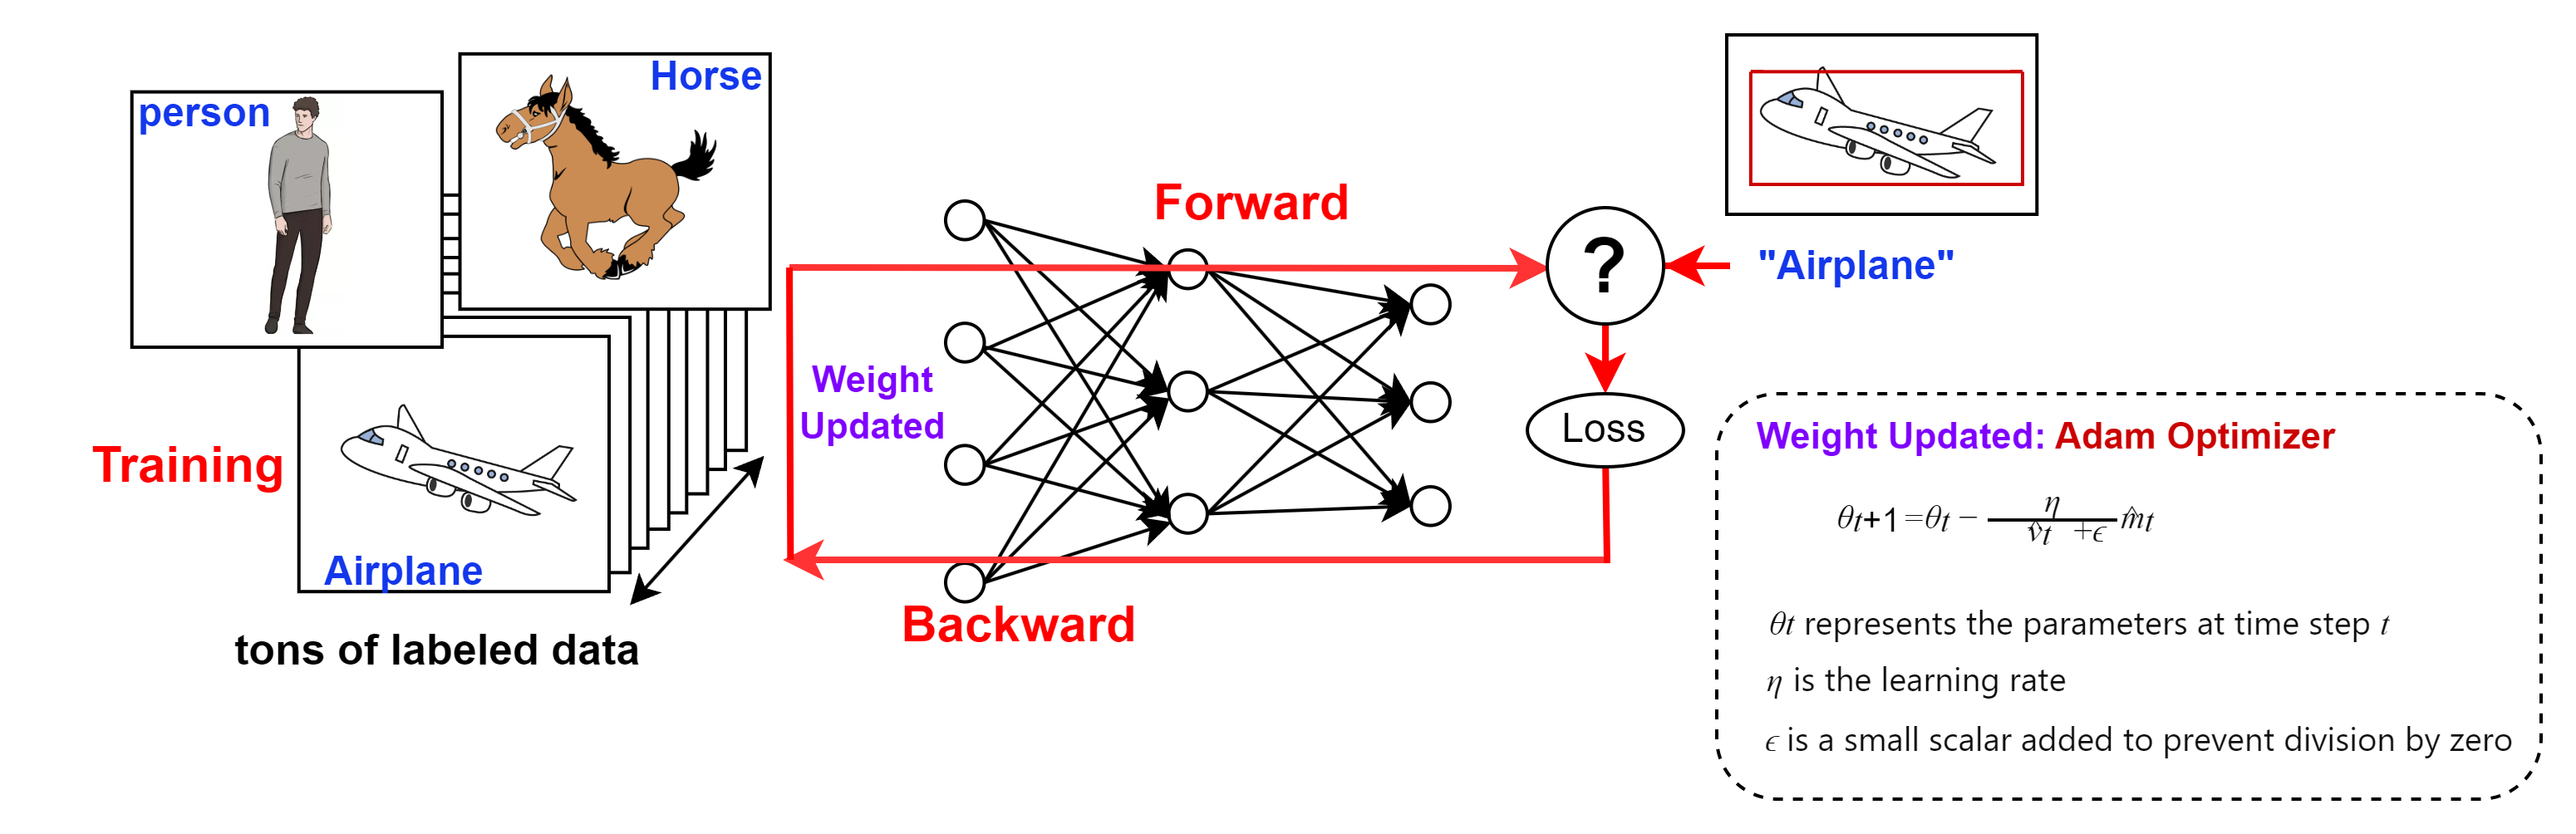 person
Horse
Airplane
Training
tons of labeled data
Forward
Weight
Updated
Backward
?
"Airplane"
Loss
Weight Updated: Adam Optimizer
θt+1=θt − η / v̂t +ϵ m̂t
θt represents the parameters at time step t
η is the learning rate
ϵ is a small scalar added to prevent division by zero